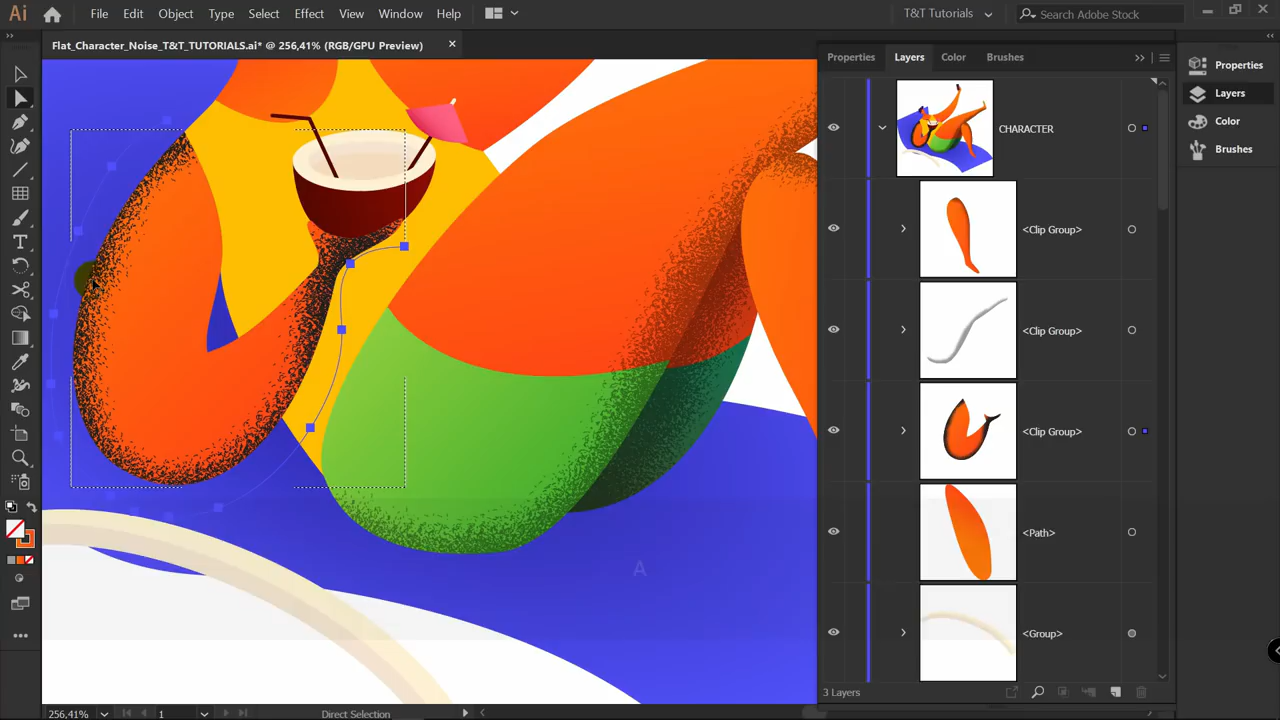 Ai File Edit Object Type Select Effect View Window Help T&T Tutorials Search Adobe Stock
Flat_Character_Noise_T&T_TUTORIALS.ai* @ 256,41% (RGB/GPU Preview)
Properties Layers Color Brushes
Properties
Layers
Color
Brushes
CHARACTER
<Clip Group>
<Clip Group>
<Clip Group>
<Path>
<Group>
A
3 Layers
256,41% 1 Direct Selection